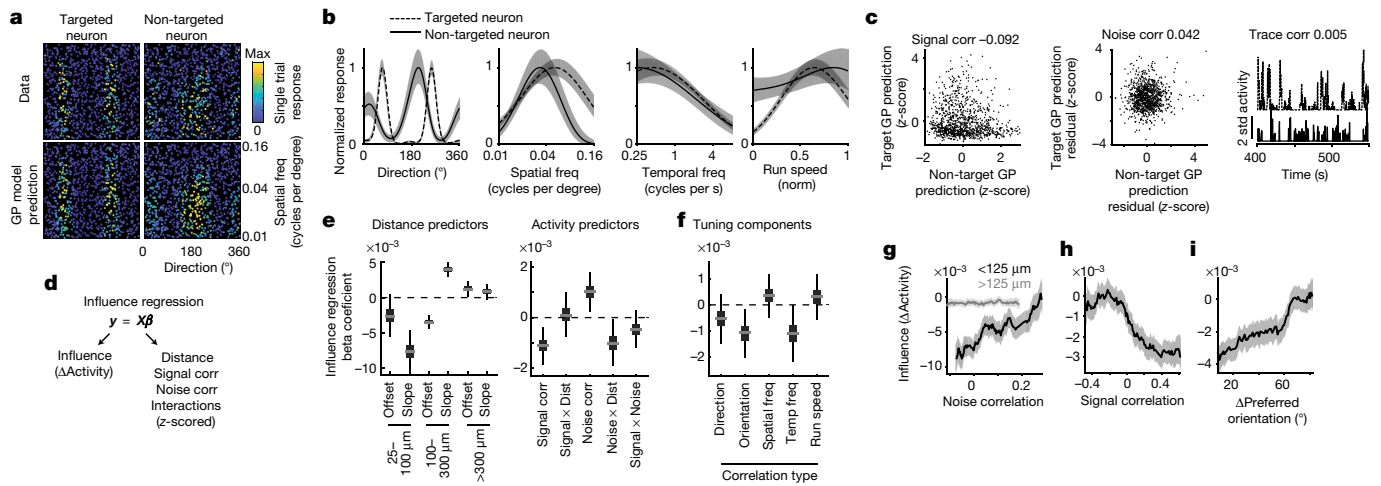 a
Targeted neuron
Non-targeted neuron
Data
GP model prediction
Max
0
Single trial response
0.16
0.04
0.01
Spatial freq (cycles per degree)
0 180 360
Direction (°)
b
Targeted neuron
Non-targeted neuron
Normalized response
1
0
0 180 360
Direction (°)
1
0
0.01 0.04 0.16
Spatial freq (cycles per degree)
1
0
0.25 1 4
Temporal freq (cycles per s)
1
0
0 0.5 1
Run speed (norm)
c
Signal corr –0.092
Target GP prediction (z-score)
4
0
−2 0 2
Non-target GP prediction (z-score)
Noise corr 0.042
Target GP prediction residual (z-score)
4
0
−4
0 4
Non-target GP prediction residual (z-score)
Trace corr 0.005
2 std activity
400 500
Time (s)
d
Influence regression
y = Xβ
Influence (ΔActivity)
Distance
Signal corr
Noise corr
Interactions
(z-scored)
e
Distance predictors
×10⁻³
Influence regression beta coefficient
5
0
−5
−10
Offset
Slope
Offset
Slope
Offset
Slope
25–100 μm
100–300 μm
>300 μm
Activity predictors
×10⁻³
2
0
−2
Signal corr
Signal × Dist
Noise corr
Noise × Dist
Signal × Noise
f
Tuning components
×10⁻³
1
0
−1
−2
Direction
Orientation
Spatial freq
Temp freq
Run speed
Correlation type
g
×10⁻³
<125 μm
>125 μm
Influence (ΔActivity)
0
−5
−10
0 0.2
Noise correlation
h
×10⁻³
0
−1
−2
−3
−0.4 0 0.4
Signal correlation
i
×10⁻³
0
−2
−4
20 60
ΔPreferred orientation (°)